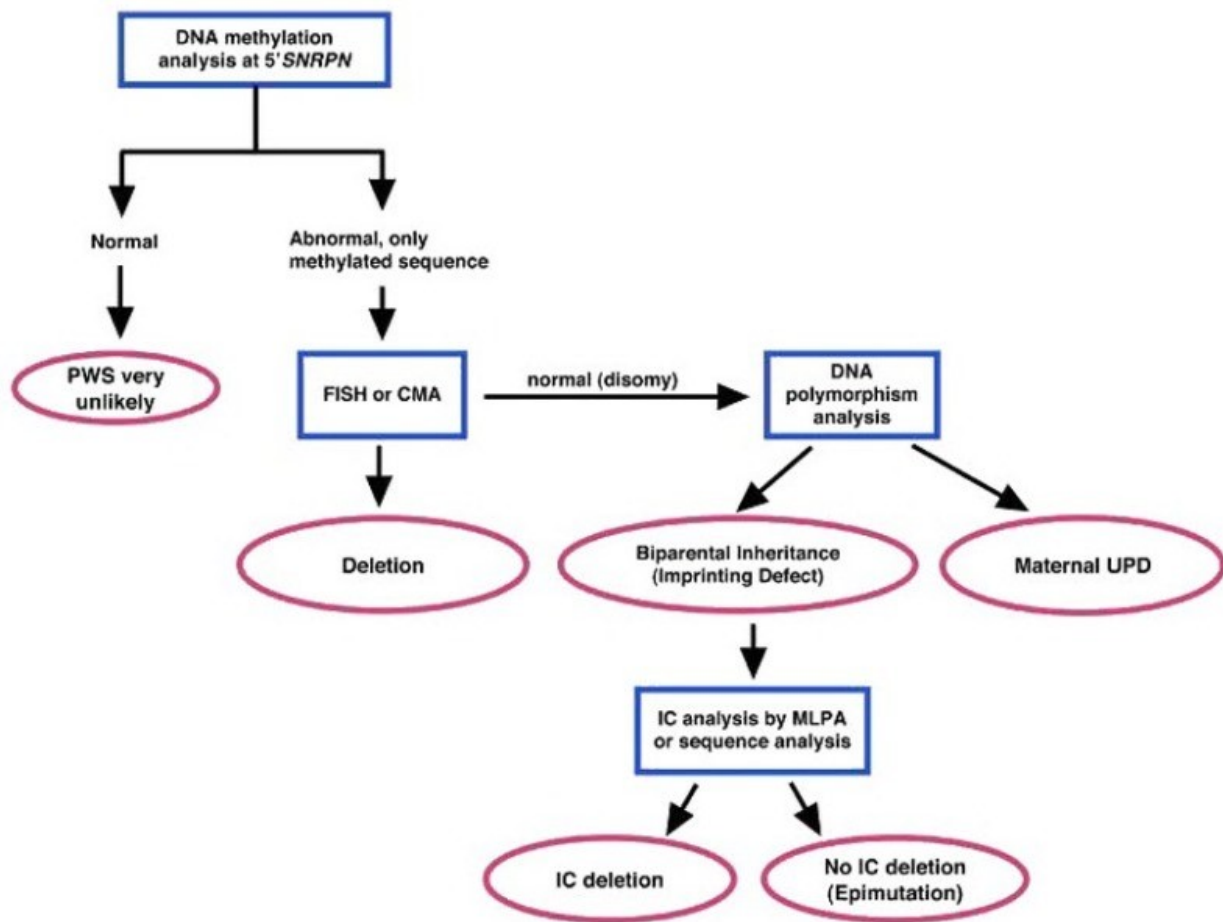 DNA methylation
analysis at 5'SNRPN
Normal
Abnormal, only
methylated sequence
PWS very
unlikely
FISH or CMA
normal (disomy)
DNA
polymorphism
analysis
Deletion
Biparental Inheritance
(Imprinting Defect)
Maternal UPD
IC analysis by MLPA
or sequence analysis
IC deletion
No IC deletion
(Epimutation)